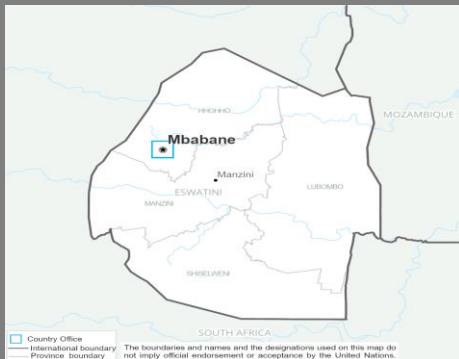 HHOHHO
MOZAMBIQUE
Mbabane
Manzini
ESWATINI
LUBOMBO
MANZINI
SHISELWENI
SOUTH AFRICA
Country Office
International boundary
Province boundary
The boundaries and names and the designations used on this map do
not imply official endorsement or acceptance by the United Nations.